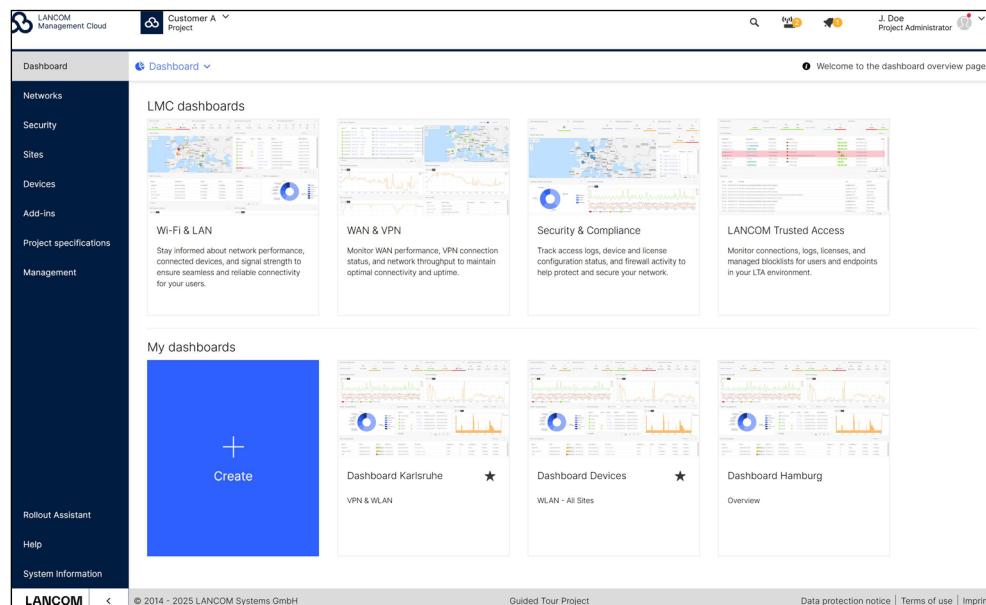 LANCOM
Management Cloud
Customer A
Project
2
1
J. Doe
Project Administrator
Dashboard
Networks
Security
Sites
Devices
Add-ins
Project specifications
Management
Rollout Assistant
Help
System Information
LANCOM
Dashboard
Welcome to the dashboard overview page
LMC dashboards
Wi-Fi & LAN
Stay informed about network performance,
connected devices, and signal strength to
ensure seamless and reliable connectivity
for your users.
WAN & VPN
Monitor WAN performance, VPN connection
status, and network throughput to maintain
optimal connectivity and uptime.
Security & Compliance
Track access logs, device and license
configuration status, and firewall activity to
help protect and secure your network.
LANCOM Trusted Access
Monitor connections, logs, licenses, and
managed blocklists for users and endpoints
in your LTA environment.
My dashboards
Create
Dashboard Karlsruhe
VPN & WLAN
Dashboard Devices
WLAN - All Sites
Dashboard Hamburg
Overview
© 2014 - 2025 LANCOM Systems GmbH
Guided Tour Project
Data protection notice | Terms of use | Imprin